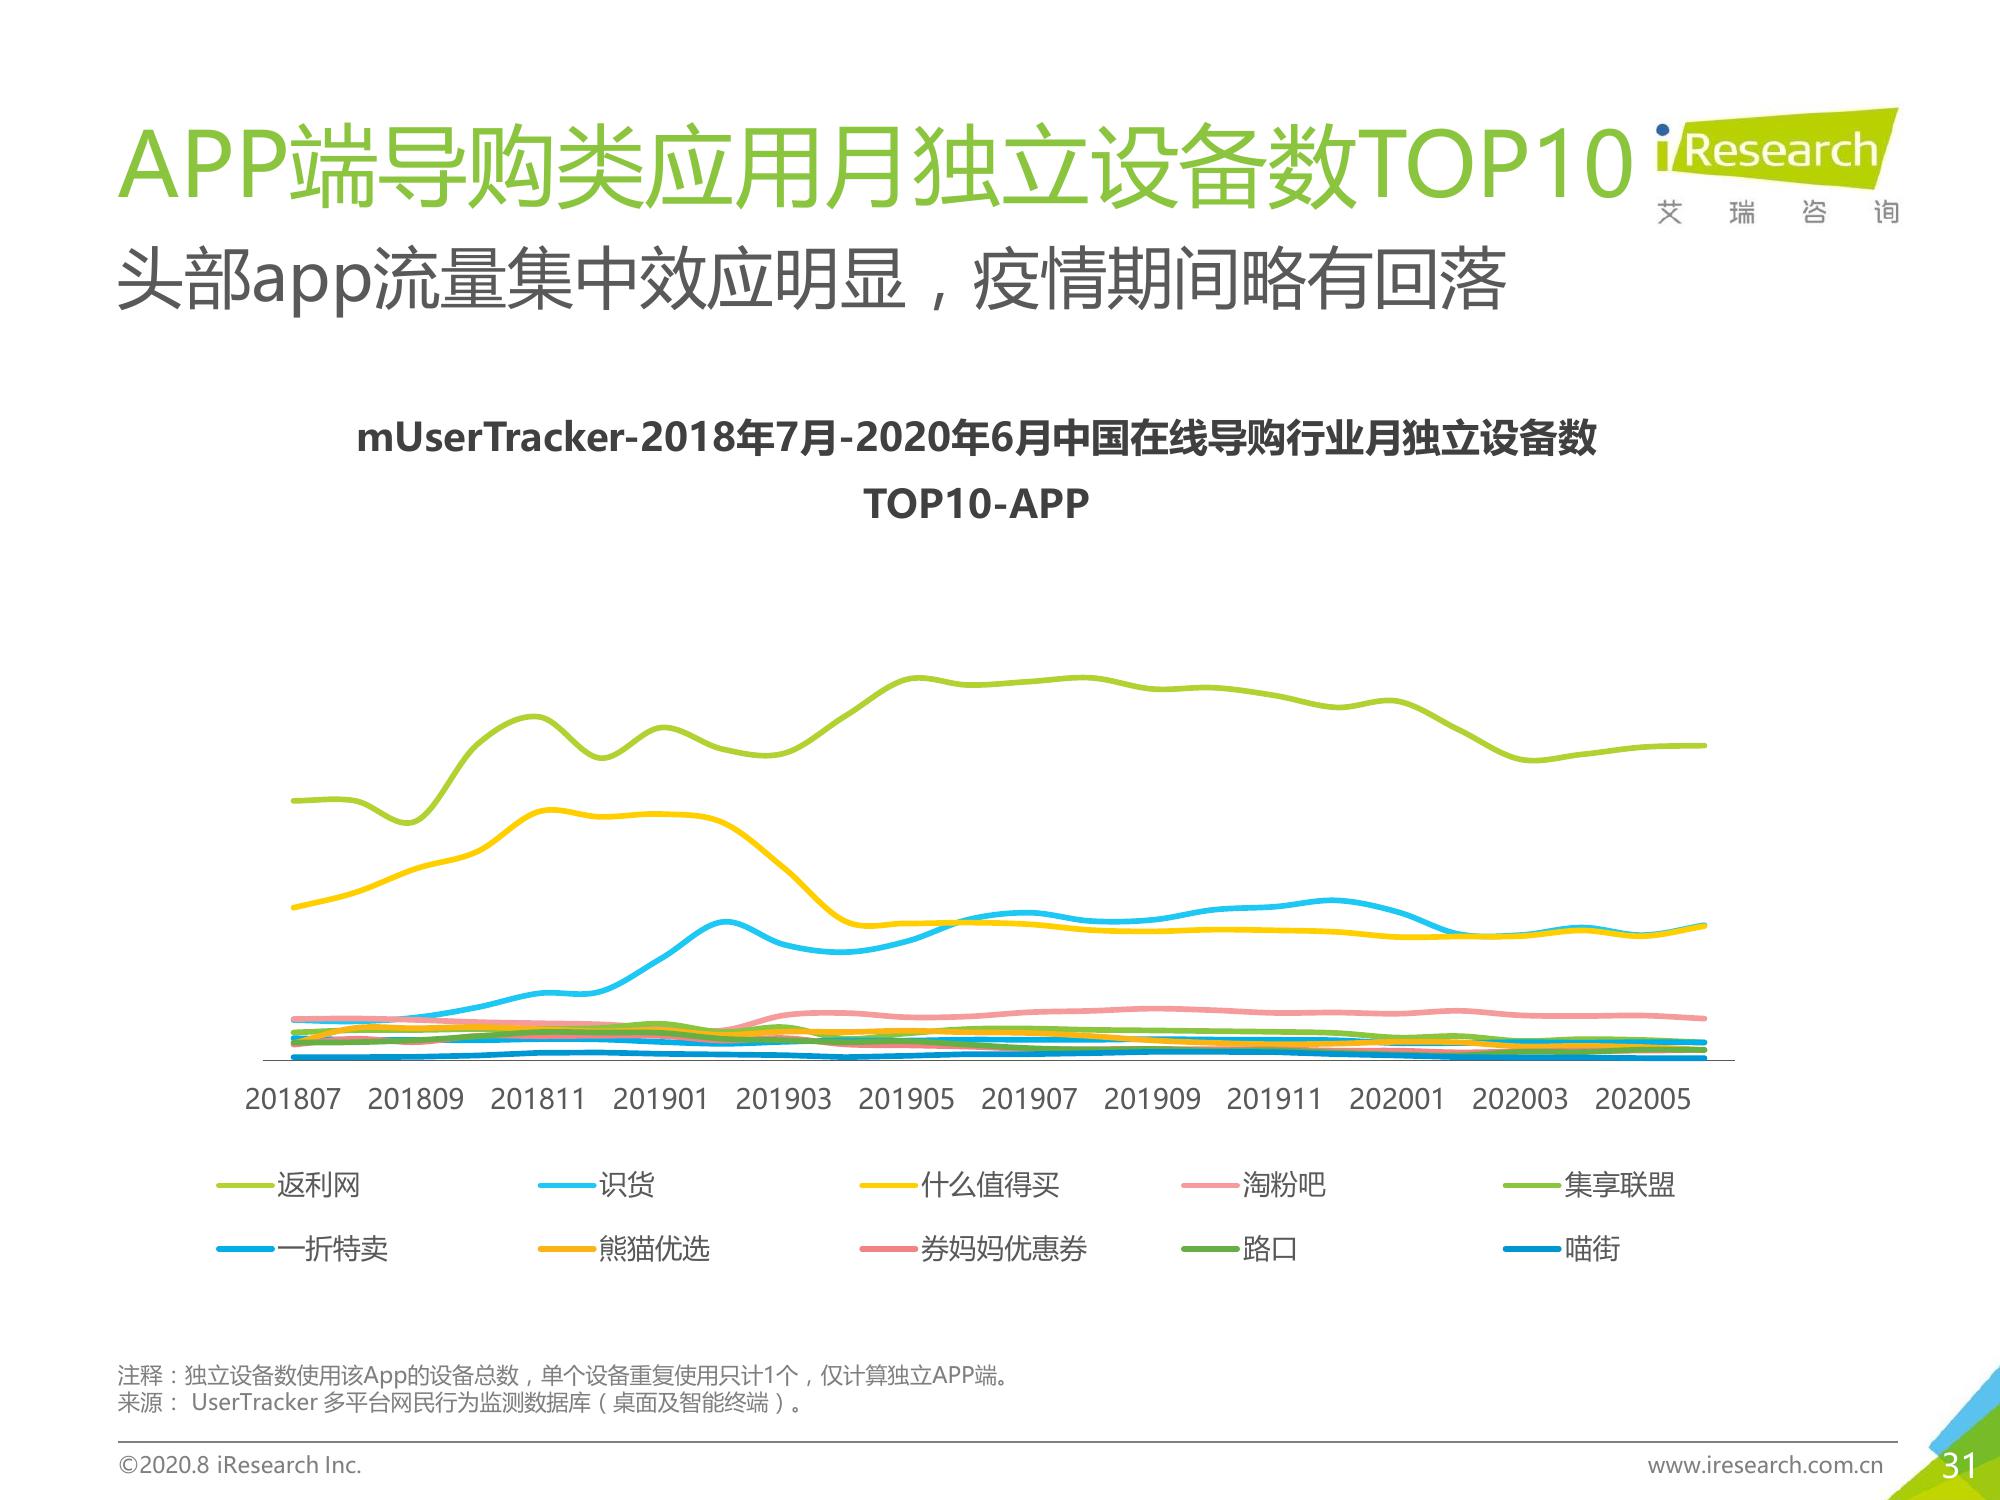 APP端导购类应用月独立设备数TOP10
iResearch
艾瑞咨询
头部app流量集中效应明显，疫情期间略有回落
mUserTracker-2018年7月-2020年6月中国在线导购行业月独立设备数
TOP10-APP
201807 201809 201811 201901 201903 201905 201907 201909 201911 202001 202003 202005
返利网 识货 什么值得买 淘粉吧 集享联盟
一折特卖 熊猫优选 券妈妈优惠券 路口 喵街
注释：独立设备数使用该App的设备总数，单个设备重复使用只计1个，仅计算独立APP端。
来源： UserTracker 多平台网民行为监测数据库（桌面及智能终端）。
©2020.8 iResearch Inc.
www.iresearch.com.cn
31